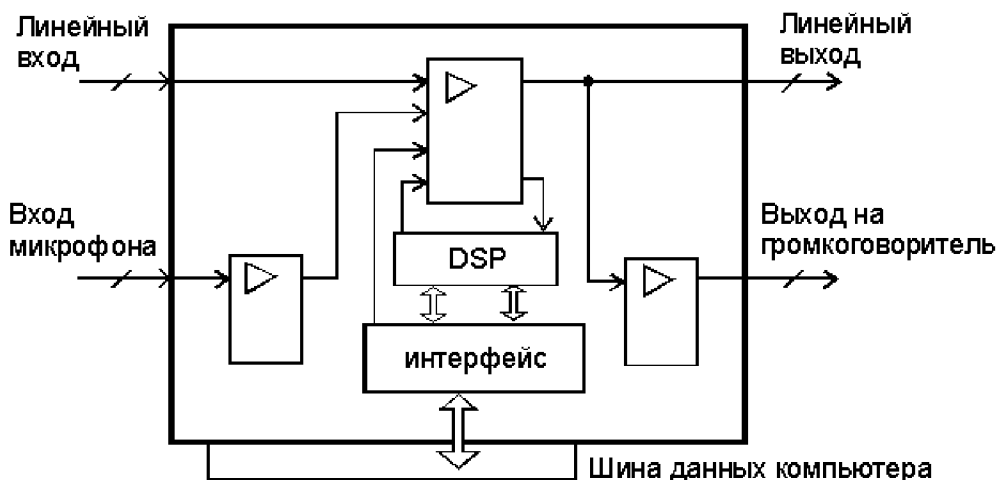 Линейный
вход
Линейный
выход
Вход
микрофона
Выход на
громкоговоритель
DSP
интерфейс
Шина данных компьютера